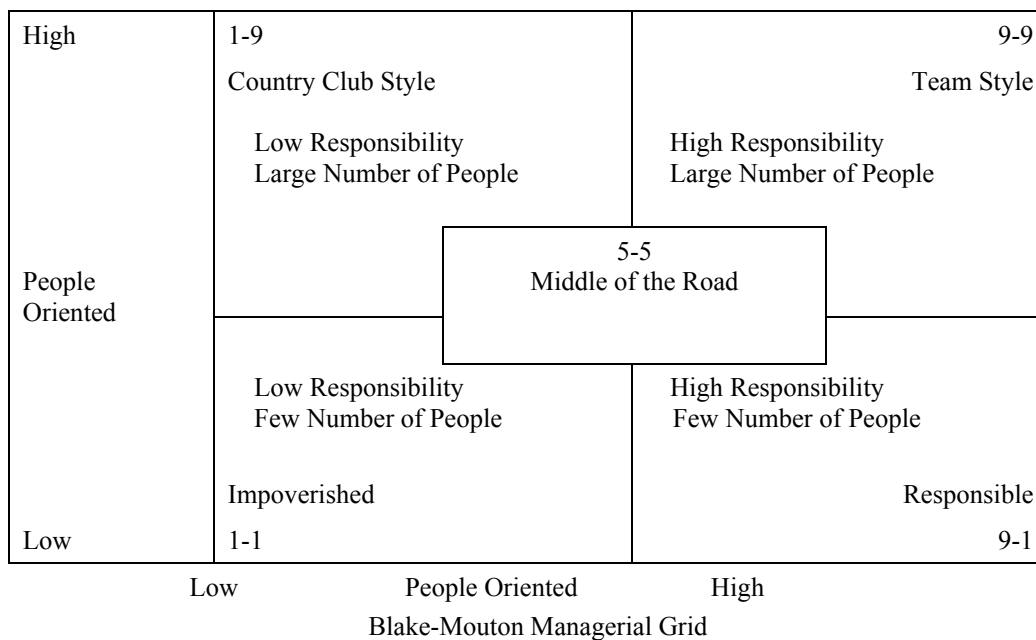 High
1-9
9-9
Country Club Style
Team Style
Low Responsibility
Large Number of People
High Responsibility
Large Number of People
5-5
Middle of the Road
People
Oriented
Low Responsibility
Few Number of People
High Responsibility
Few Number of People
Impoverished
Responsible
Low
1-1
9-1
Low People Oriented High
Blake-Mouton Managerial Grid